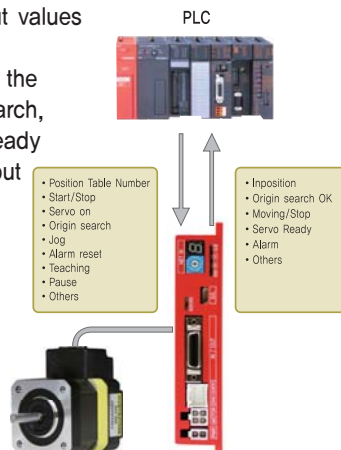 ut values
the
arch,
eady
out
PLC
• Position Table Number
• Start/Stop
• Servo on
• Origin search
• Jog
• Alarm reset
• Teaching
• Pause
• Others
• Inposition
• Origin search OK
• Moving/Stop
• Servo Ready
• Alarm
• Others